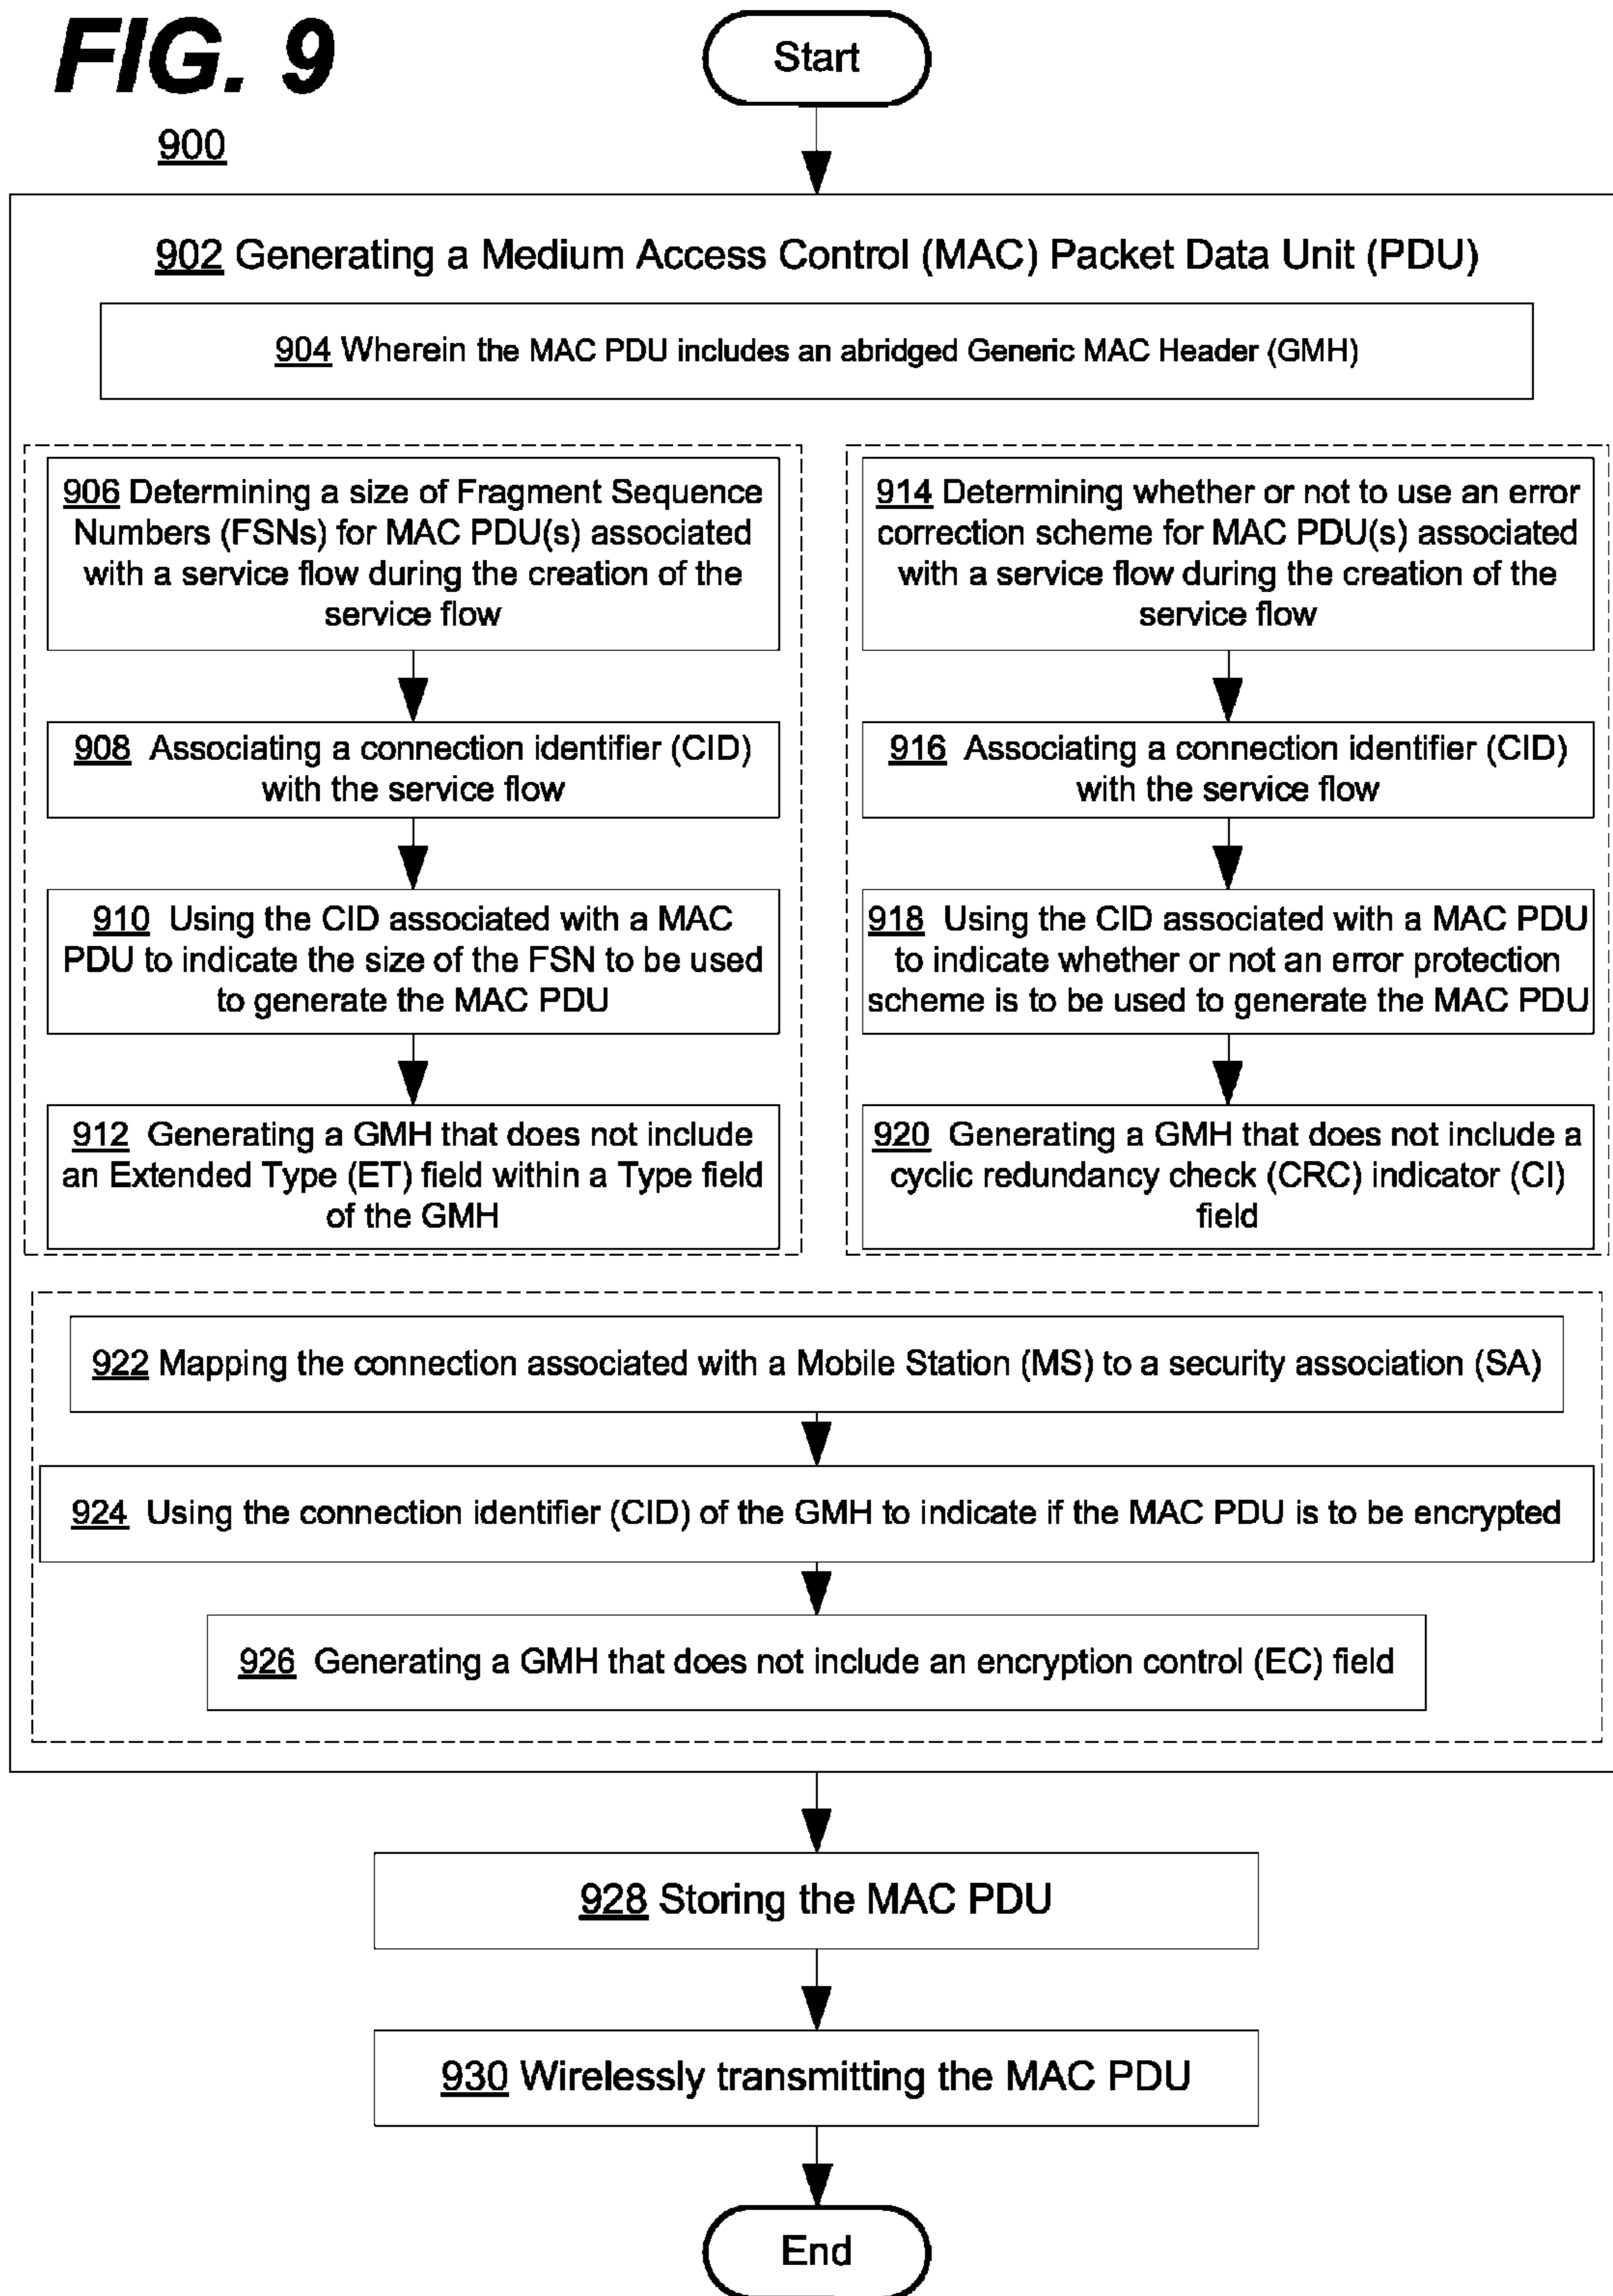 FIG. 9
900
Start
902 Generating a Medium Access Control (MAC) Packet Data Unit (PDU)
904 Wherein the MAC PDU includes an abridged Generic MAC Header (GMH)
906 Determining a size of Fragment Sequence
Numbers (FSNs) for MAC PDU(s) associated
with a service flow during the creation of the
service flow
908 Associating a connection identifier (CID)
with the service flow
910 Using the CID associated with a MAC
PDU to indicate the size of the FSN to be used
to generate the MAC PDU
912 Generating a GMH that does not include
an Extended Type (ET) field within a Type field
of the GMH
914 Determining whether or not to use an error
correction scheme for MAC PDU(s) associated
with a service flow during the creation of the
service flow
916 Associating a connection identifier (CID)
with the service flow
918 Using the CID associated with a MAC PDU
to indicate whether or not an error protection
scheme is to be used to generate the MAC PDU
920 Generating a GMH that does not include a
cyclic redundancy check (CRC) indicator (CI)
field
922 Mapping the connection associated with a Mobile Station (MS) to a security association (SA)
924 Using the connection identifier (CID) of the GMH to indicate if the MAC PDU is to be encrypted
926 Generating a GMH that does not include an encryption control (EC) field
928 Storing the MAC PDU
930 Wirelessly transmitting the MAC PDU
End